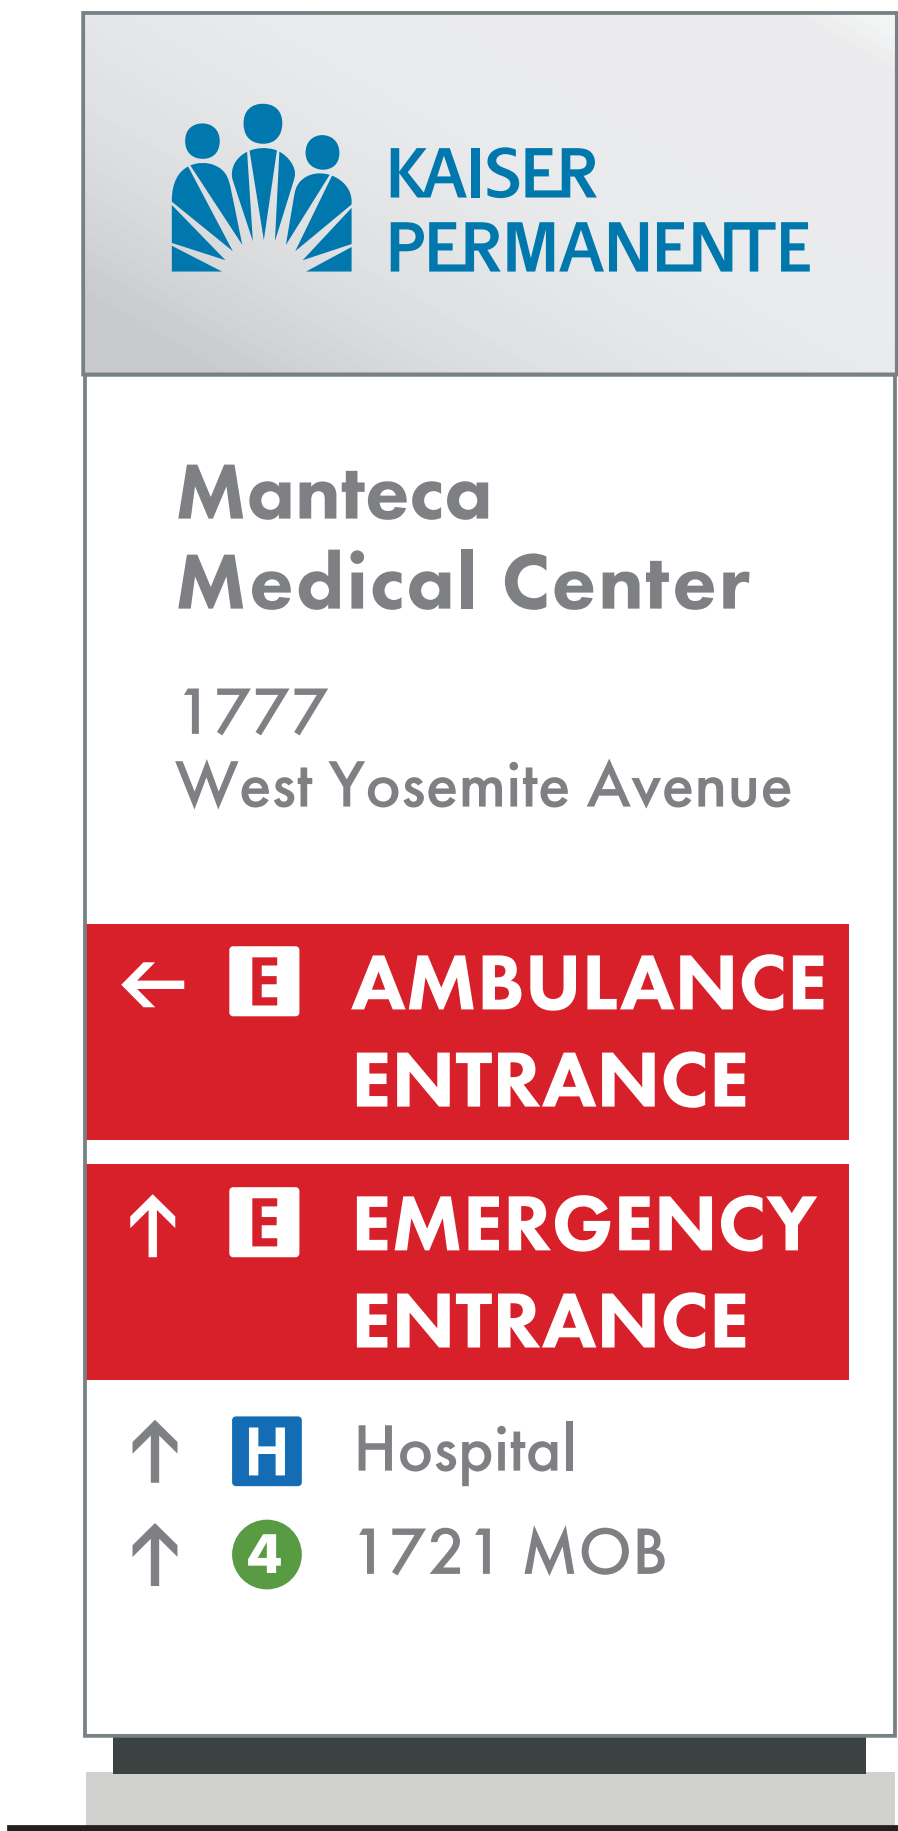 KAISER
PERMANENTE
Manteca
Medical Center
1777
West Yosemite Avenue
← E AMBULANCE
ENTRANCE
↑ E EMERGENCY
ENTRANCE
↑ H Hospital
↑ 4 1721 MOB